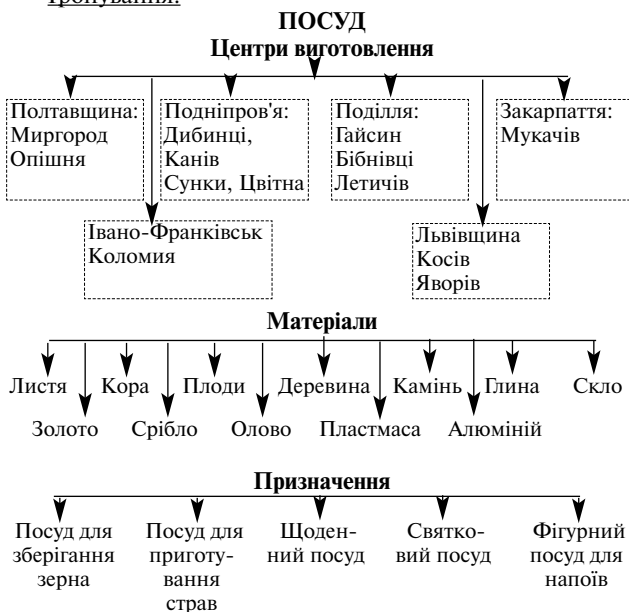 ґрунування.
ПОСУД
Центри виготовлення
Полтавщина:
Миргород
Опішня
Подніпров'я:
Дибинці,
Канів
Сунки, Цвітна
Поділля:
Гайсин
Бібнівці
Летичів
Закарпаття:
Мукачів
Івано-Франківськ
Коломия
Львівщина
Косів
Яворів
Матеріали
Листя Кора Плоди Деревина Камінь Глина Скло
Золото Срібло Олово Пластмаса Алюміній
Призначення
Посуд для
зберігання
зерна
Посуд для
приготу-
вання
страв
Щоден-
ний посуд
Святко-
вий посуд
Фігурний
посуд для
напоїв